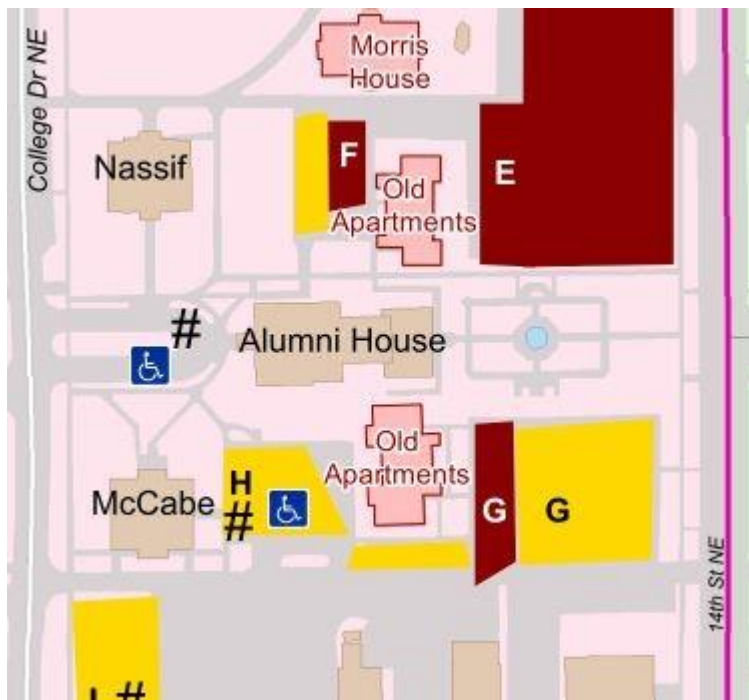 College Dr NE
Morris
House
Nassif
F
E
Old
Apartments
#
Alumni House
Old
Apartments
H
McCabe
#
G
G
14th St NE
#